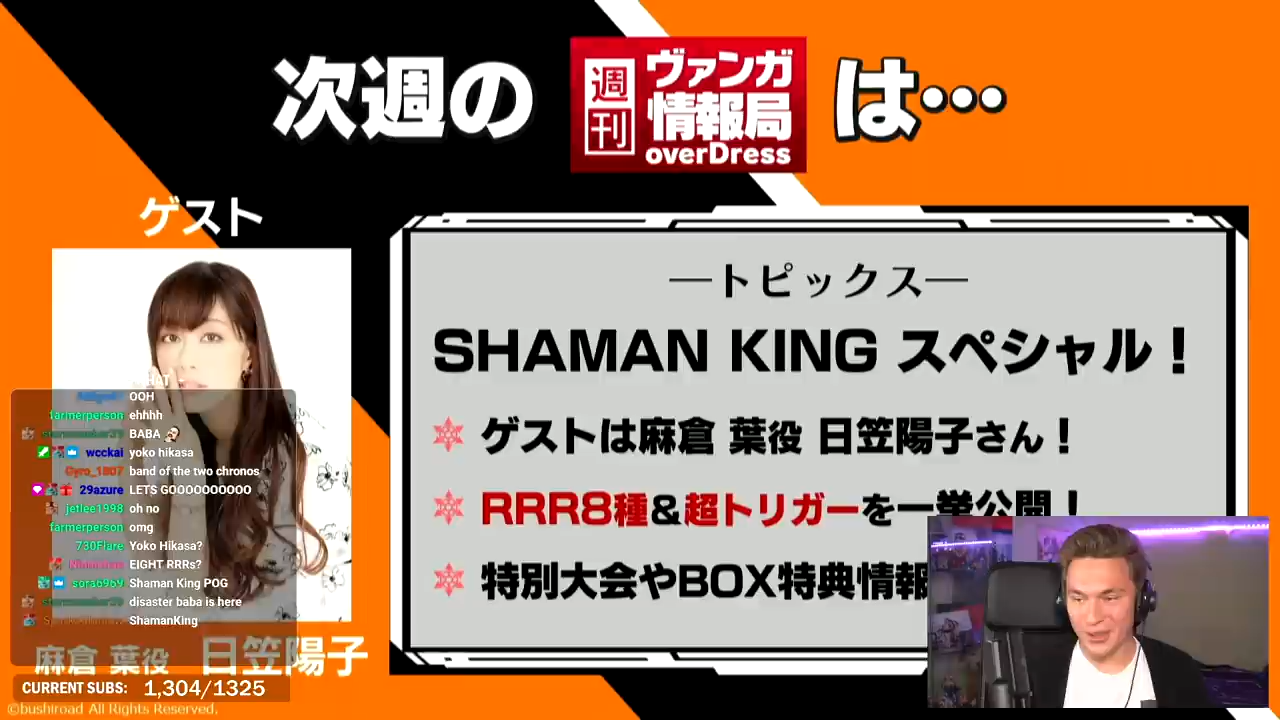 次週の
週刊
ヴァンガ
情報局
overDress
は…
ゲスト
―トピックス―
SHAMAN KING スペシャル！
ゲストは麻倉 葉役 日笠陽子さん！
RRR8種&超トリガーを一挙公開！
特別大会やBOX特典情報
OOH
farmerperson ehhhh
BABA
wcckai yoko hikasa
Gyro_1807 band of the two chronos
29azure LETS GOOOOOOOOOO
jetlee1998 oh no
farmerperson omg
730Flare Yoko Hikasa?
EIGHT RRRs?
sora6969 Shaman King POG
disaster baba is here
ShamanKing
麻倉 葉役 日笠陽子
CURRENT SUBS: 1,304/1325
©bushiroad All Rights Reserved.